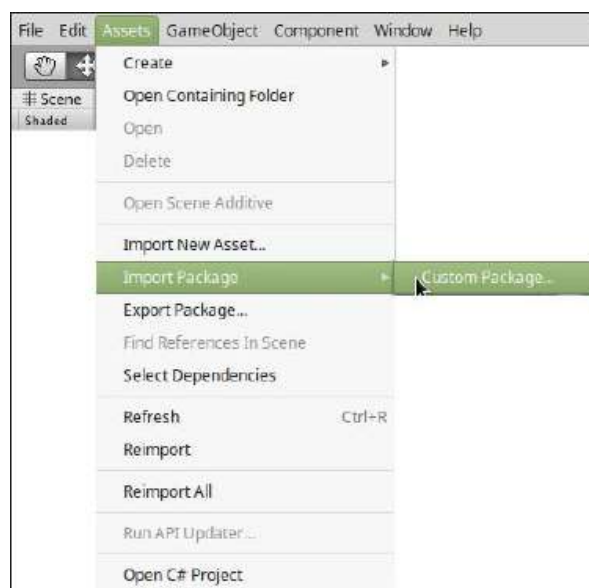 File Edit Assets GameObject Component Window Help
Create
# Scene
Open Containing Folder
Shaded
Open
Delete
Open Scene Additive
Import New Asset...
Import Package
Custom Package...
Export Package...
Find References In Scene
Select Dependencies
Refresh Ctrl+R
Reimport
Reimport All
Run API Updater...
Open C# Project